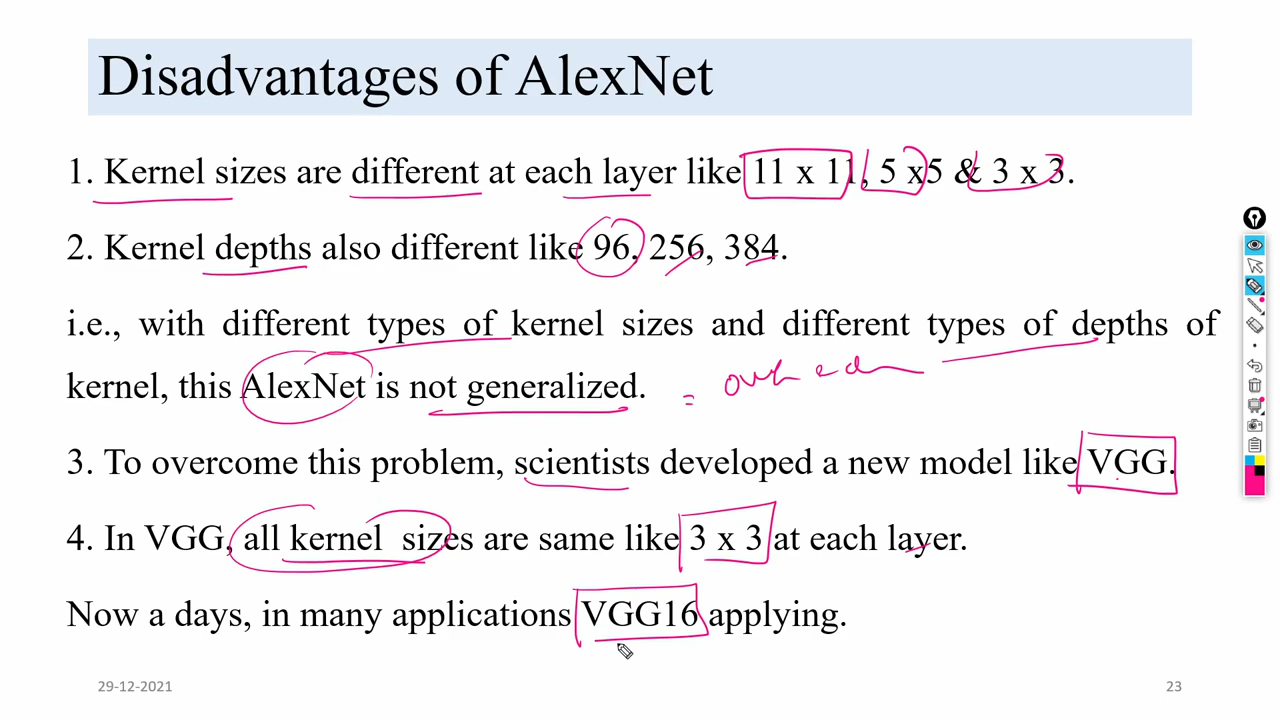 Disadvantages of AlexNet
1. Kernel sizes are different at each layer like 11 x 11, 5 x5 & 3 x 3.
2. Kernel depths also different like 96, 256, 384.
i.e., with different types of kernel sizes and different types of depths of
kernel, this AlexNet is not generalized. =
3. To overcome this problem, scientists developed a new model like VGG.
4. In VGG, all kernel sizes are same like 3 x 3 at each layer.
Now a days, in many applications VGG16 applying.
29-12-2021
23